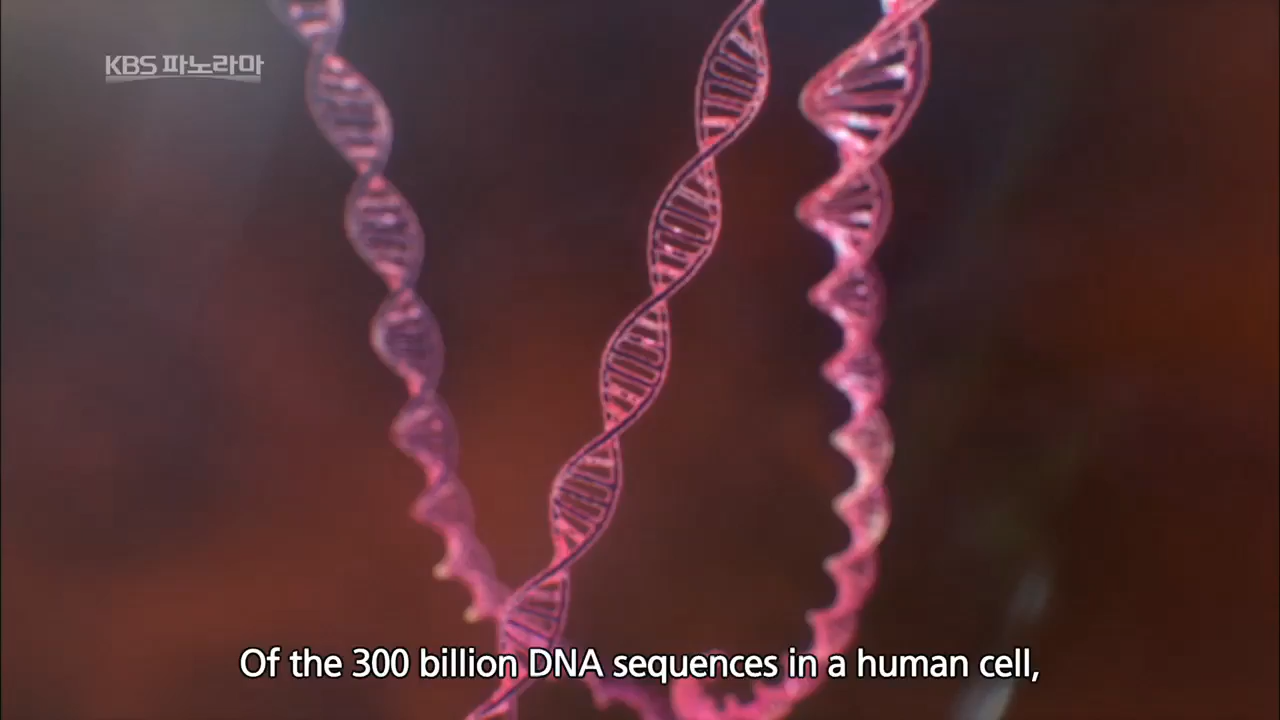 KBS 파노라마
Of the 300 billion DNA sequences in a human cell,